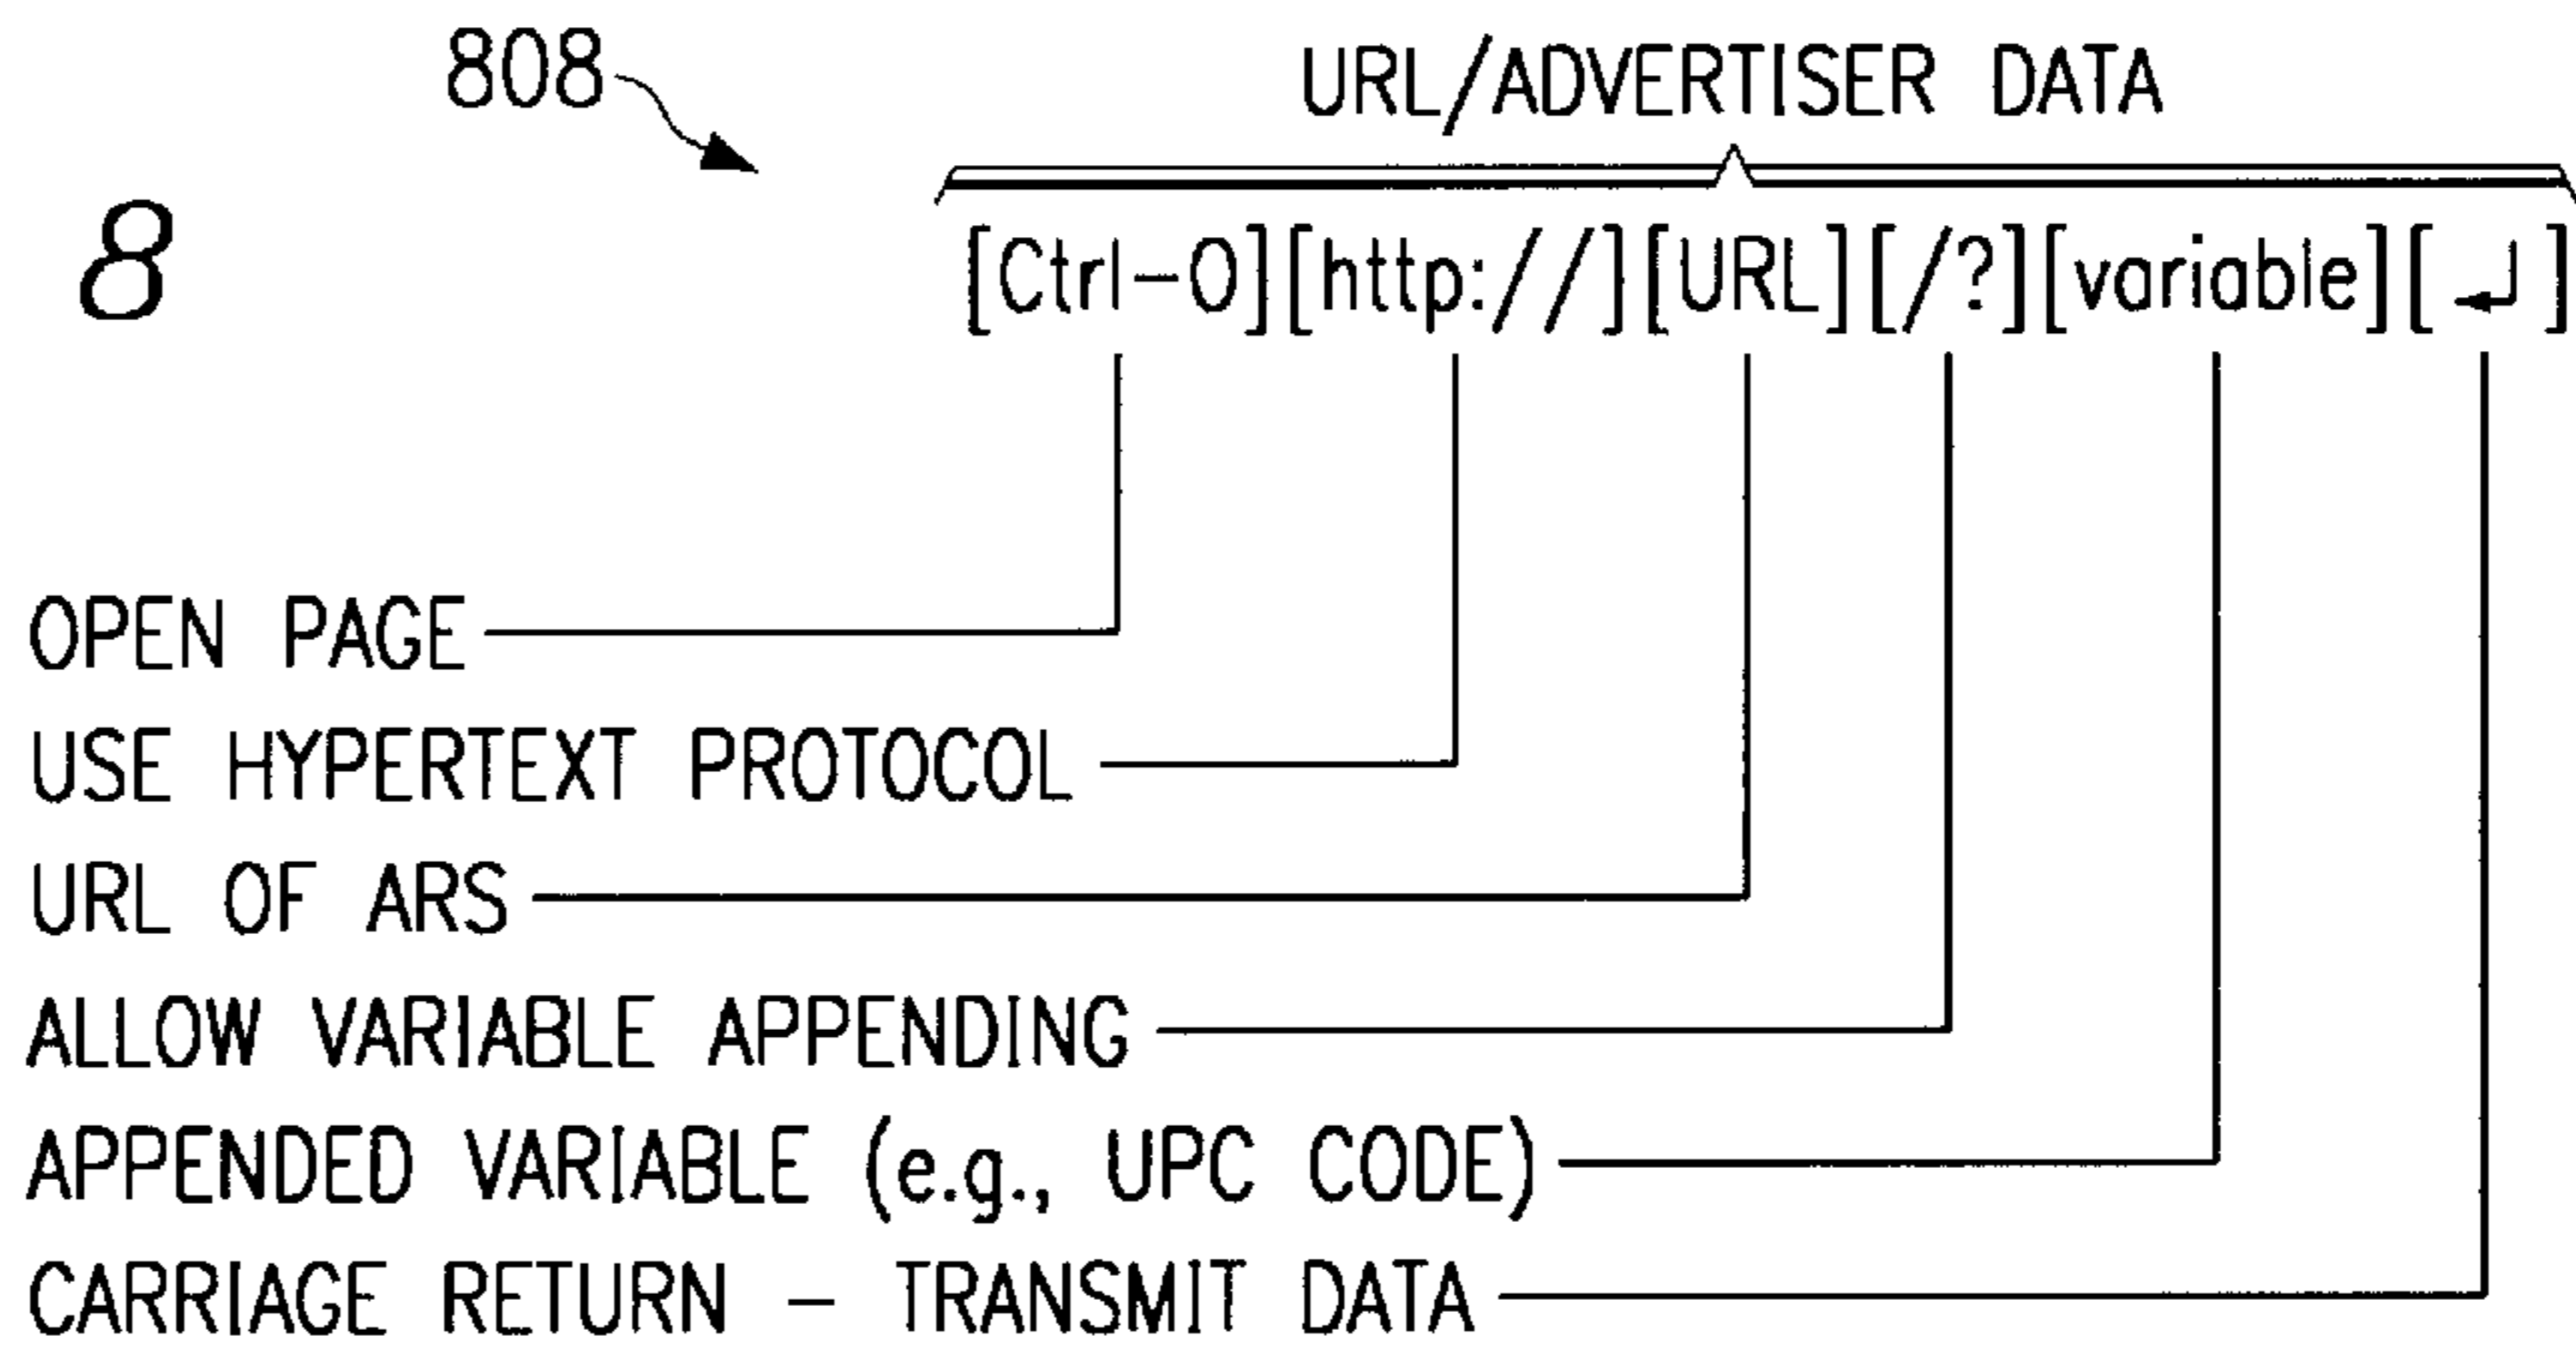 808
URL/ADVERTISER DATA
8
[Ctrl-O][http://][URL][/?][variable][↵]
OPEN PAGE
USE HYPERTEXT PROTOCOL
URL OF ARS
ALLOW VARIABLE APPENDING
APPENDED VARIABLE (e.g., UPC CODE)
CARRIAGE RETURN – TRANSMIT DATA